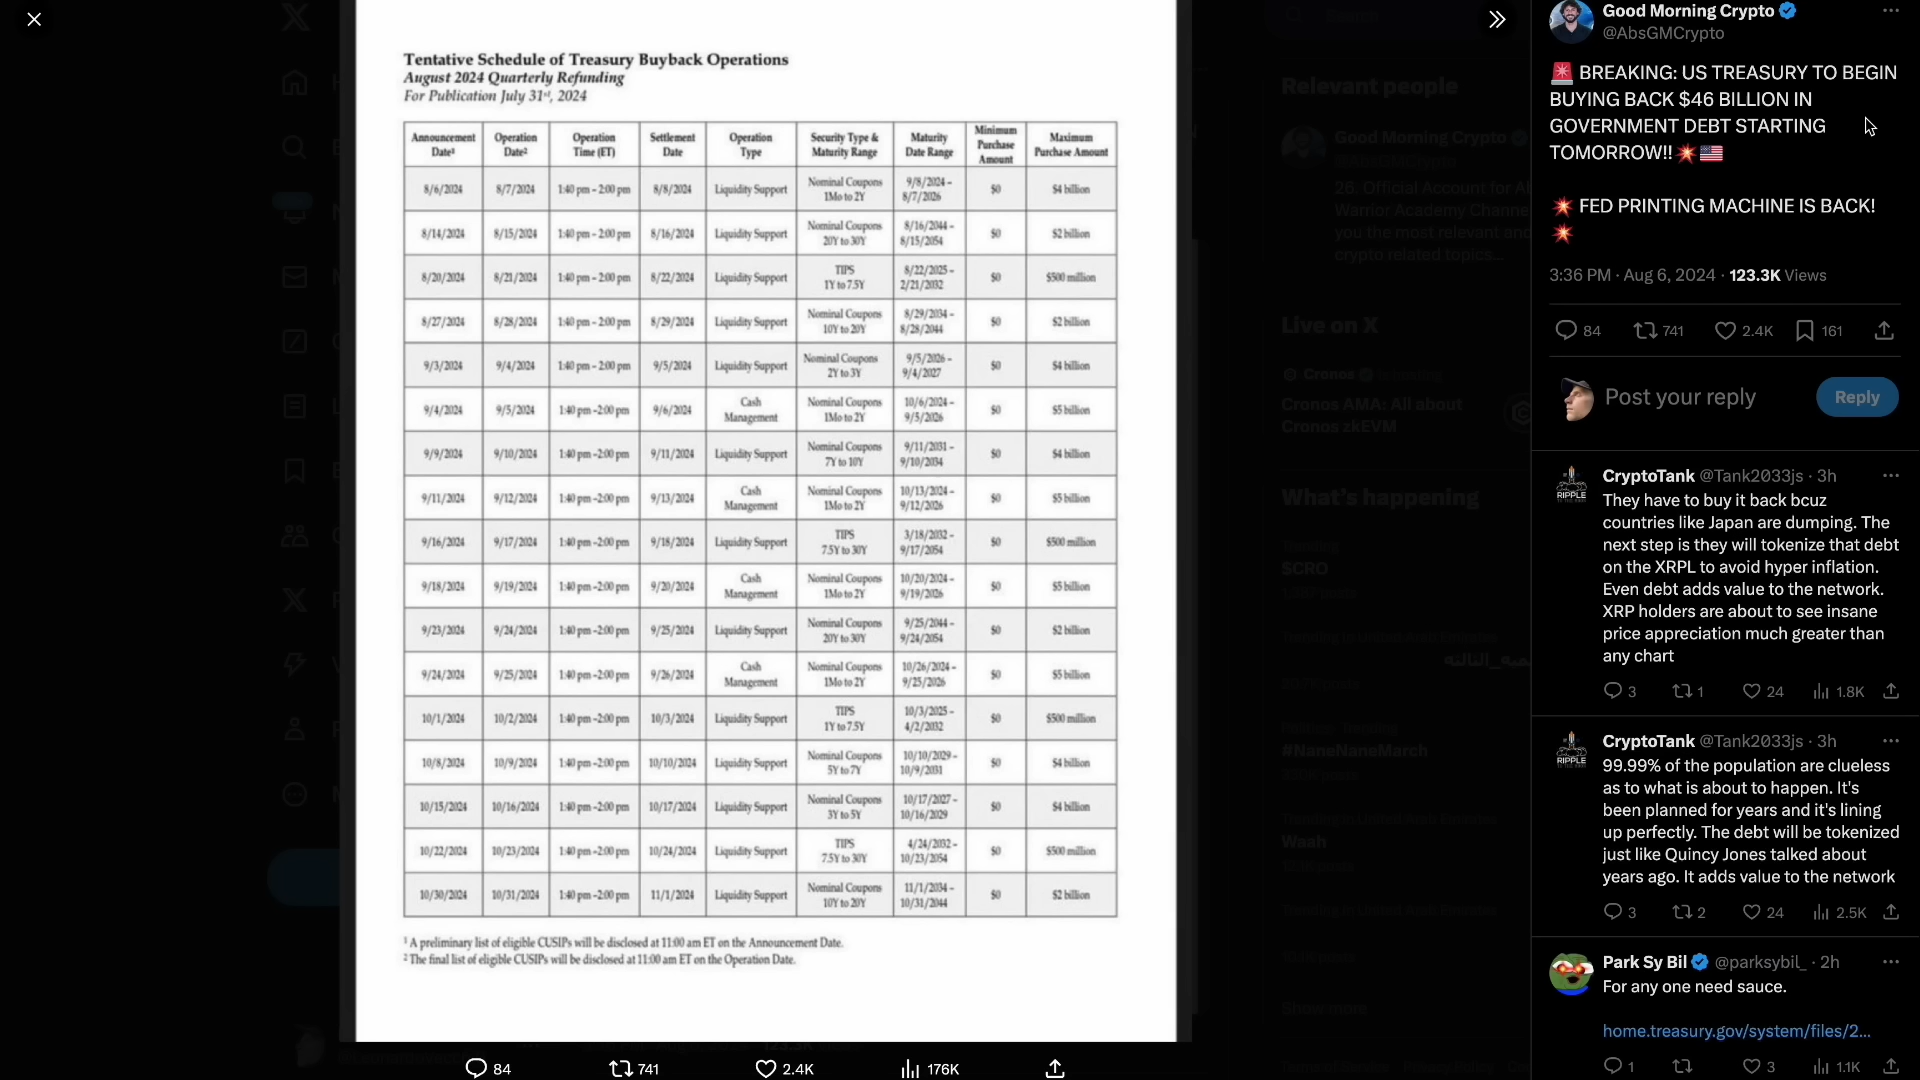 Tentative Schedule of Treasury Buyback Operations
August 2024 Quarterly Refunding
For Publication July 31st, 2024
Announcement Date¹ Operation Date² Operation Time (ET) Settlement Date Operation Type Security Type & Maturity Range Maturity Date Range Minimum Purchase Amount Maximum Purchase Amount
8/6/2024 8/7/2024 1:40 pm - 2:00 pm 8/8/2024 Liquidity Support Nominal Coupons 1Mo to 2Y 9/8/2024 - 8/7/2026 $0 $4 billion
8/14/2024 8/15/2024 1:40 pm - 2:00 pm 8/16/2024 Liquidity Support Nominal Coupons 20Y to 30Y 8/16/2044 - 8/15/2054 $0 $2 billion
8/20/2024 8/21/2024 1:40 pm - 2:00 pm 8/22/2024 Liquidity Support TIPS 1Y to 7.5Y 8/22/2025 - 2/21/2032 $0 $500 million
8/27/2024 8/28/2024 1:40 pm - 2:00 pm 8/29/2024 Liquidity Support Nominal Coupons 10Y to 20Y 8/29/2034 - 8/28/2044 $0 $2 billion
9/3/2024 9/4/2024 1:40 pm - 2:00 pm 9/5/2024 Liquidity Support Nominal Coupons 2Y to 3Y 9/5/2026 - 9/4/2027 $0 $4 billion
9/4/2024 9/5/2024 1:40 pm -2:00 pm 9/6/2024 Cash Management Nominal Coupons 1Mo to 2Y 10/6/2024 - 9/5/2026 $0 $5 billion
9/9/2024 9/10/2024 1:40 pm -2:00 pm 9/11/2024 Liquidity Support Nominal Coupons 7Y to 10Y 9/11/2031 - 9/10/2034 $0 $4 billion
9/11/2024 9/12/2024 1:40 pm -2:00 pm 9/13/2024 Cash Management Nominal Coupons 1Mo to 2Y 10/13/2024 - 9/12/2026 $0 $5 billion
9/16/2024 9/17/2024 1:40 pm -2:00 pm 9/18/2024 Liquidity Support TIPS 7.5Y to 30Y 3/18/2032 - 9/17/2054 $0 $500 million
9/18/2024 9/19/2024 1:40 pm -2:00 pm 9/20/2024 Cash Management Nominal Coupons 1Mo to 2Y 10/20/2024 - 9/19/2026 $0 $5 billion
9/23/2024 9/24/2024 1:40 pm -2:00 pm 9/25/2024 Liquidity Support Nominal Coupons 20Y to 30Y 9/25/2044 - 9/24/2054 $0 $2 billion
9/24/2024 9/25/2024 1:40 pm -2:00 pm 9/26/2024 Cash Management Nominal Coupons 1Mo to 2Y 10/26/2024 - 9/25/2026 $0 $5 billion
10/1/2024 10/2/2024 1:40 pm -2:00 pm 10/3/2024 Liquidity Support TIPS 1Y to 7.5Y 10/3/2025 - 4/2/2032 $0 $500 million
10/8/2024 10/9/2024 1:40 pm -2:00 pm 10/10/2024 Liquidity Support Nominal Coupons 5Y to 7Y 10/10/2029 - 10/9/2031 $0 $4 billion
10/15/2024 10/16/2024 1:40 pm -2:00 pm 10/17/2024 Liquidity Support Nominal Coupons 3Y to 5Y 10/17/2027 - 10/16/2029 $0 $4 billion
10/22/2024 10/23/2024 1:40 pm -2:00 pm 10/24/2024 Liquidity Support TIPS 7.5Y to 30Y 4/24/2032 - 10/23/2054 $0 $500 million
10/30/2024 10/31/2024 1:40 pm -2:00 pm 11/1/2024 Liquidity Support Nominal Coupons 10Y to 20Y 11/1/2034 - 10/31/2044 $0 $2 billion
¹ A preliminary list of eligible CUSIPs will be disclosed at 11:00 am ET on the Announcement Date.
² The final list of eligible CUSIPs will be disclosed at 11:00 am ET on the Operation Date.
84 741 2.4K 176K
Relevant people
Good Morning Crypto
26. Official Account for
Warrior Academy
you the most relevant and
crypto related topics...
Live on X
Cronos
Cronos AMA: All about
Cronos zkEVM
What's happening
SCRO
#NaneNaneMarch
Waah
Show more
Good Morning Crypto
@AbsGMCrypto
🚨 BREAKING: US TREASURY TO BEGIN
BUYING BACK $46 BILLION IN
GOVERNMENT DEBT STARTING
TOMORROW!!💥🇺🇸
💥 FED PRINTING MACHINE IS BACK!
💥
3:36 PM · Aug 6, 2024 · 123.3K Views
84 741 2.4K 161
Post your reply Reply
CryptoTank @Tank2033js · 3h
RIPPLE
They have to buy it back bcuz
countries like Japan are dumping. The
next step is they will tokenize that debt
on the XRPL to avoid hyper inflation.
Even debt adds value to the network.
XRP holders are about to see insane
price appreciation much greater than
any chart
3 1 24 1.8K
CryptoTank @Tank2033js · 3h
RIPPLE
99.99% of the population are clueless
as to what is about to happen. It's
been planned for years and it's lining
up perfectly. The debt will be tokenized
just like Quincy Jones talked about
years ago. It adds value to the network
3 2 24 2.5K
Park Sy Bil @parksybil_ · 2h
For any one need sauce.
home.treasury.gov/system/files/2...
1 3 1.1K